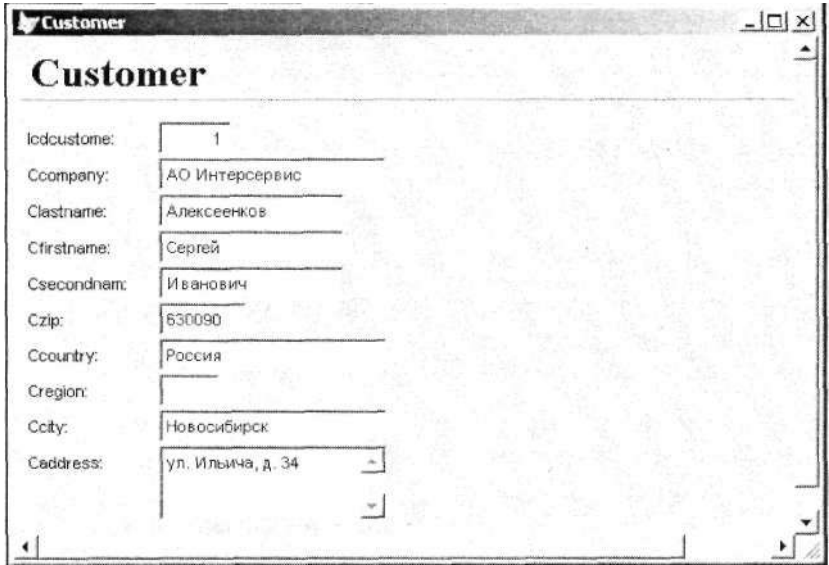 Customer
Customer
Icdcustome: 1
Ccompany: АО Интерсервис
Clastname: Алексеенков
Cfirstname: Сергей
Csecondnam: Иванович
Czip: 630090
Ccountry: Россия
Cregion:
Ccity: Новосибирск
Caddress: ул. Ильича, д. 34